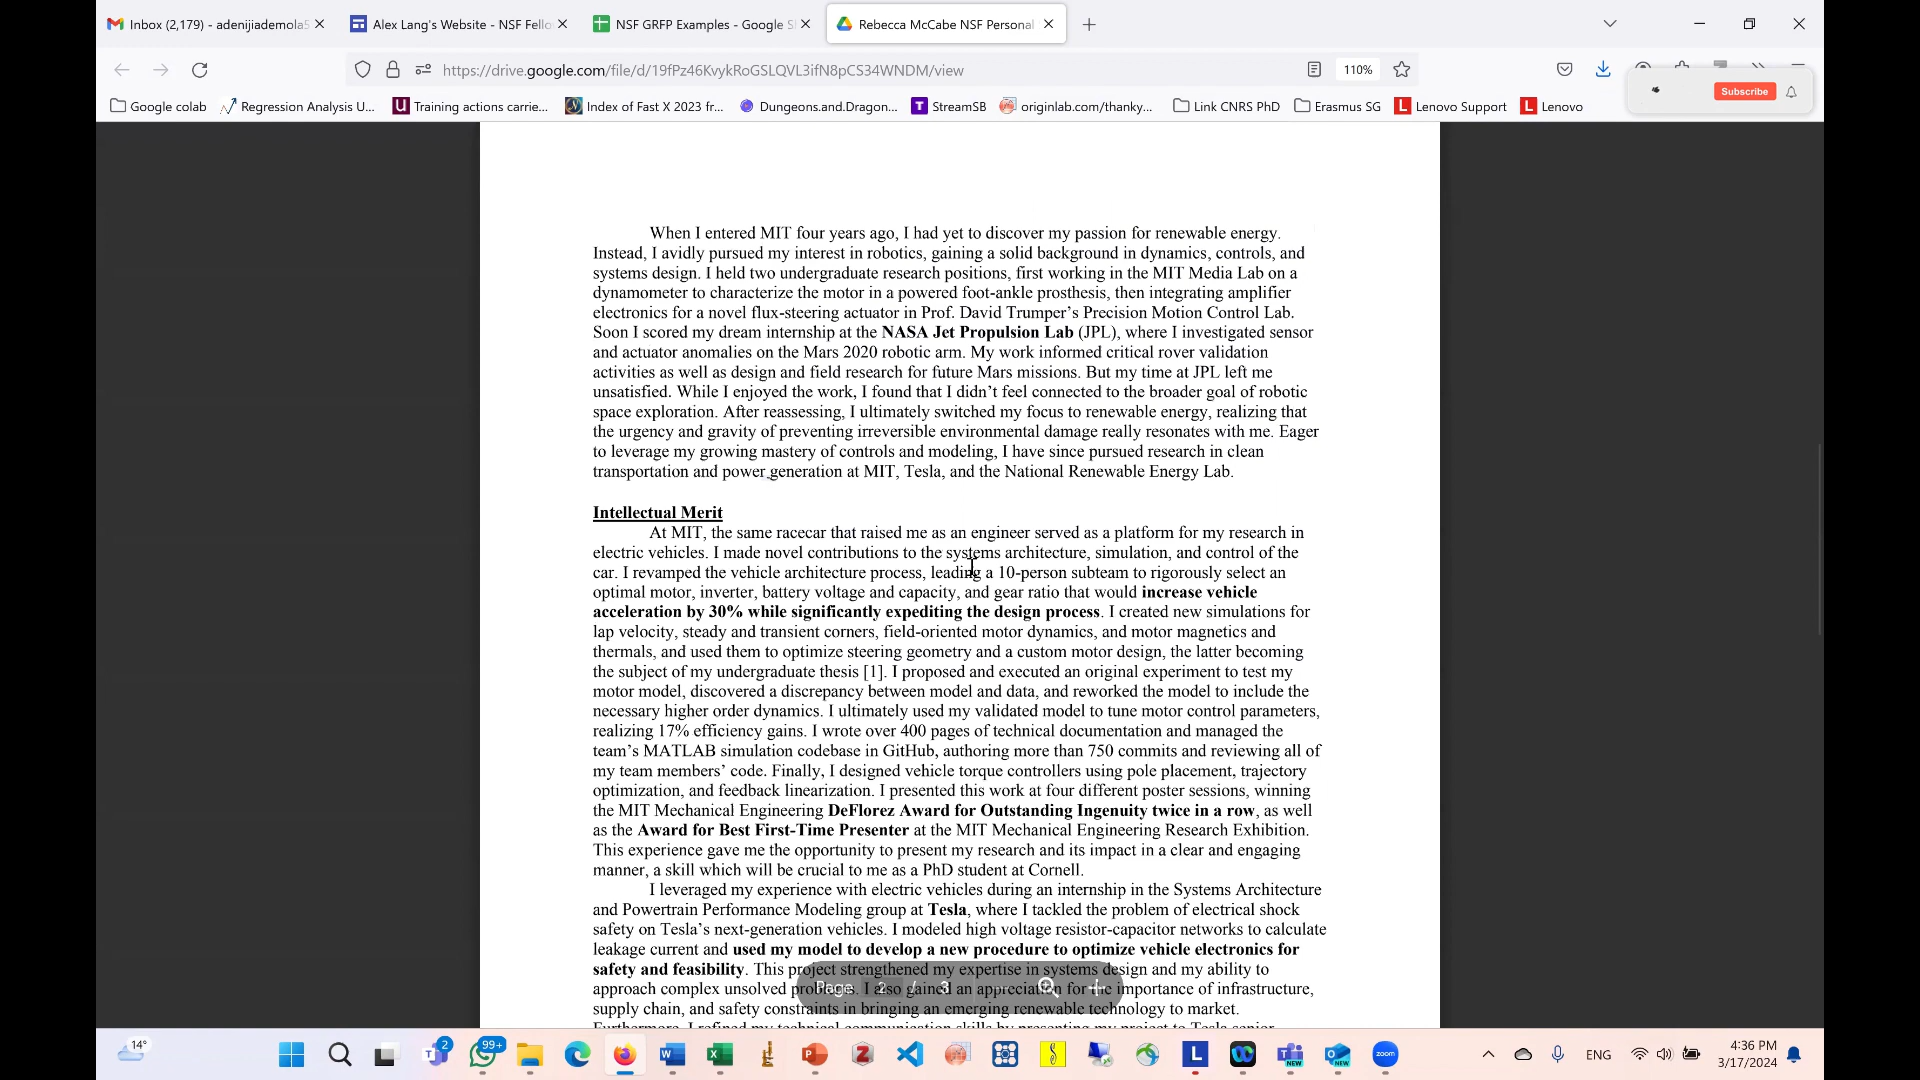 Inbox (2,179) - adenijiademola5
Alex Lang's Website - NSF Fello
NSF GRFP Examples - Google S
Rebecca McCabe NSF Personal
https://drive.google.com/file/d/19fPz46KvykRoGSLQVL3ifN8pCS34WNDM/view
110%
Google colab
Regression Analysis U...
Training actions carrie...
Index of Fast X 2023 fr...
Dungeons.and.Dragon...
StreamSB
originlab.com/thanky...
Link CNRS PhD
Erasmus SG
Lenovo Support
Lenovo
Subscribe
When I entered MIT four years ago, I had yet to discover my passion for renewable energy.
Instead, I avidly pursued my interest in robotics, gaining a solid background in dynamics, controls, and
systems design. I held two undergraduate research positions, first working in the MIT Media Lab on a
dynamometer to characterize the motor in a powered foot-ankle prosthesis, then integrating amplifier
electronics for a novel flux-steering actuator in Prof. David Trumper's Precision Motion Control Lab.
Soon I scored my dream internship at the NASA Jet Propulsion Lab (JPL), where I investigated sensor
and actuator anomalies on the Mars 2020 robotic arm. My work informed critical rover validation
activities as well as design and field research for future Mars missions. But my time at JPL left me
unsatisfied. While I enjoyed the work, I found that I didn't feel connected to the broader goal of robotic
space exploration. After reassessing, I ultimately switched my focus to renewable energy, realizing that
the urgency and gravity of preventing irreversible environmental damage really resonates with me. Eager
to leverage my growing mastery of controls and modeling, I have since pursued research in clean
transportation and power generation at MIT, Tesla, and the National Renewable Energy Lab.
Intellectual Merit
At MIT, the same racecar that raised me as an engineer served as a platform for my research in
electric vehicles. I made novel contributions to the systems architecture, simulation, and control of the
car. I revamped the vehicle architecture process, leading a 10-person subteam to rigorously select an
optimal motor, inverter, battery voltage and capacity, and gear ratio that would increase vehicle
acceleration by 30% while significantly expediting the design process. I created new simulations for
lap velocity, steady and transient corners, field-oriented motor dynamics, and motor magnetics and
thermals, and used them to optimize steering geometry and a custom motor design, the latter becoming
the subject of my undergraduate thesis [1]. I proposed and executed an original experiment to test my
motor model, discovered a discrepancy between model and data, and reworked the model to include the
necessary higher order dynamics. I ultimately used my validated model to tune motor control parameters,
realizing 17% efficiency gains. I wrote over 400 pages of technical documentation and managed the
team's MATLAB simulation codebase in GitHub, authoring more than 750 commits and reviewing all of
my team members' code. Finally, I designed vehicle torque controllers using pole placement, trajectory
optimization, and feedback linearization. I presented this work at four different poster sessions, winning
the MIT Mechanical Engineering DeFlorez Award for Outstanding Ingenuity twice in a row, as well
as the Award for Best First-Time Presenter at the MIT Mechanical Engineering Research Exhibition.
This experience gave me the opportunity to present my research and its impact in a clear and engaging
manner, a skill which will be crucial to me as a PhD student at Cornell.
I leveraged my experience with electric vehicles during an internship in the Systems Architecture
and Powertrain Performance Modeling group at Tesla, where I tackled the problem of electrical shock
safety on Tesla's next-generation vehicles. I modeled high voltage resistor-capacitor networks to calculate
leakage current and used my model to develop a new procedure to optimize vehicle electronics for
safety and feasibility. This project strengthened my expertise in systems design and my ability to
approach complex unsolved problems. I also gained an appreciation for the importance of infrastructure,
Page 2 / 3
supply chain, and safety constraints in bringing an emerging renewable technology to market.
Furthermore, I refined my technical communication skills by presenting my project to Tesla senior
14°
2
99+
NEW
NEW
zoom
ENG
4:36 PM
3/17/2024